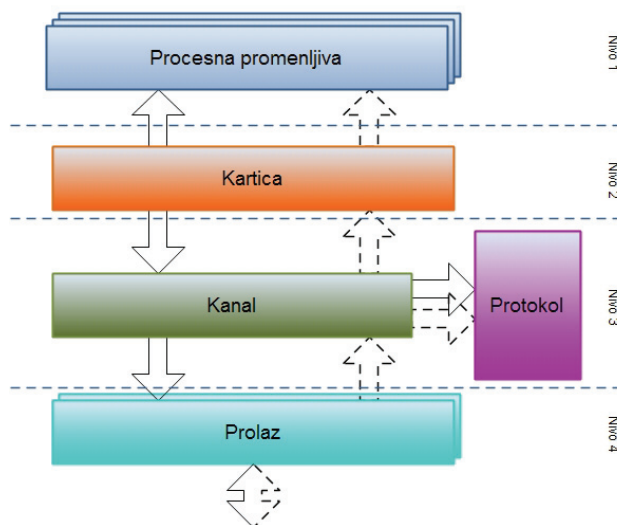 Procesna promenljiva
Nivo 1
Kartica
Nivo 2
Kanal
Protokol
Nivo 3
Prolaz
Nivo 4